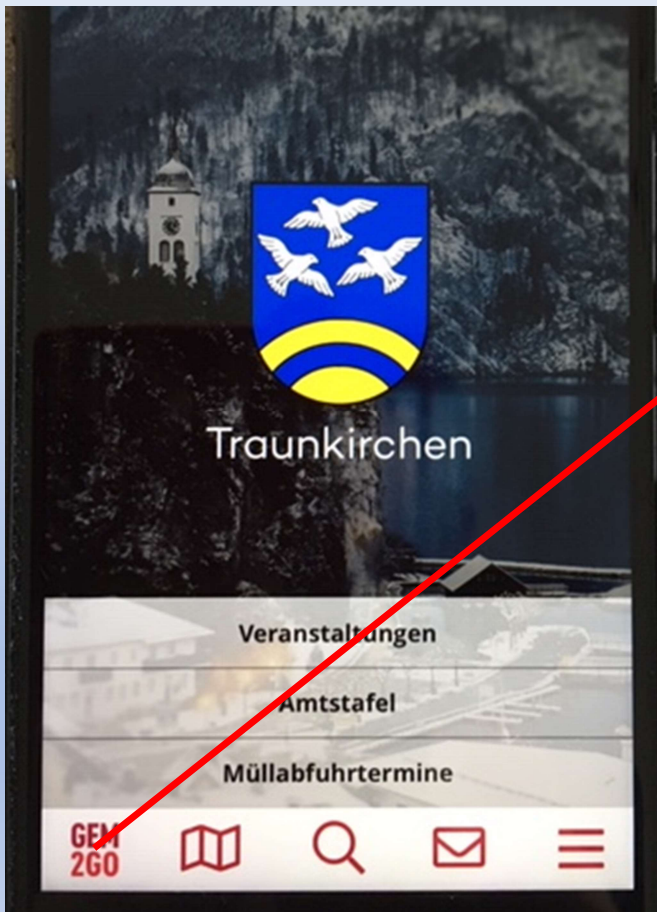 Traunkirchen
Veranstaltungen
Amtstafel
Müllabfuhrtermine
GEM
2GO